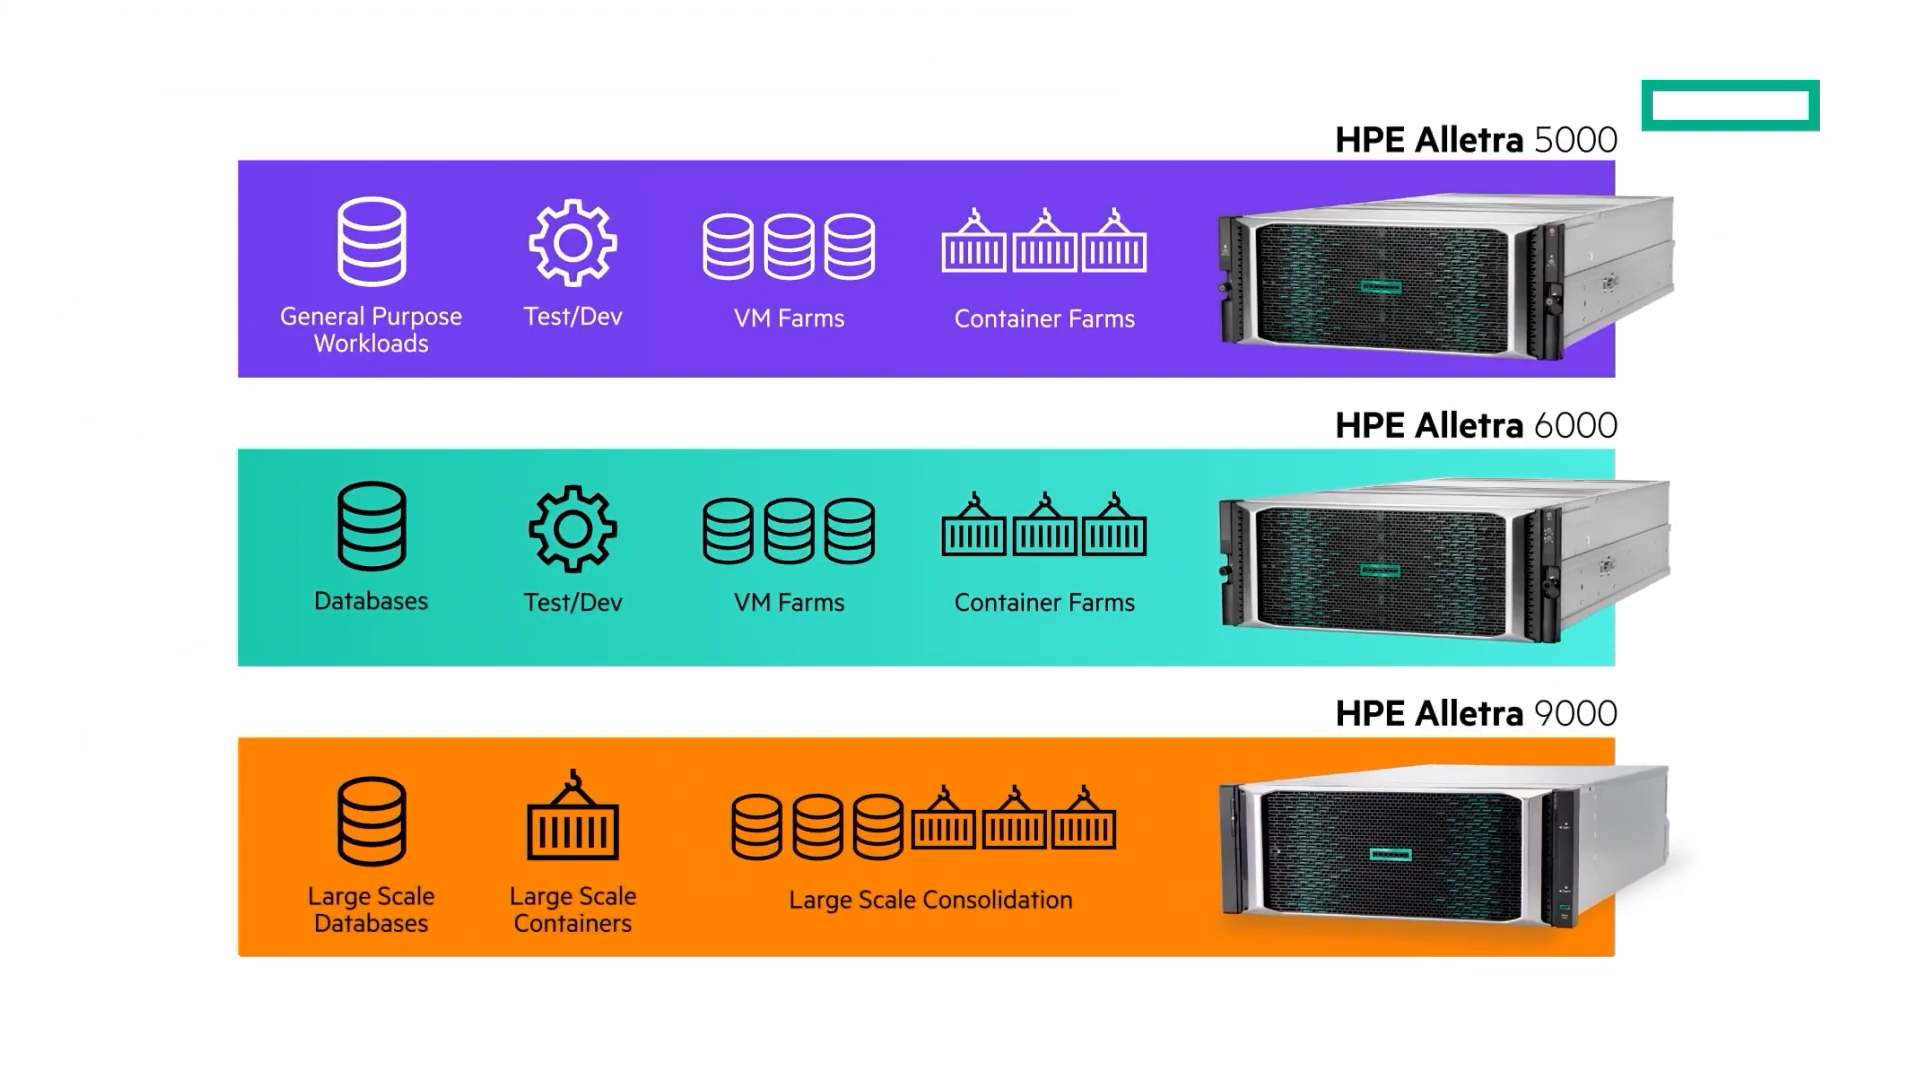 HPE Alletra 5000
General Purpose
Workloads
Test/Dev
VM Farms
Container Farms
HPE Alletra 6000
Databases
Test/Dev
VM Farms
Container Farms
HPE Alletra 9000
Large Scale
Databases
Large Scale
Containers
Large Scale Consolidation